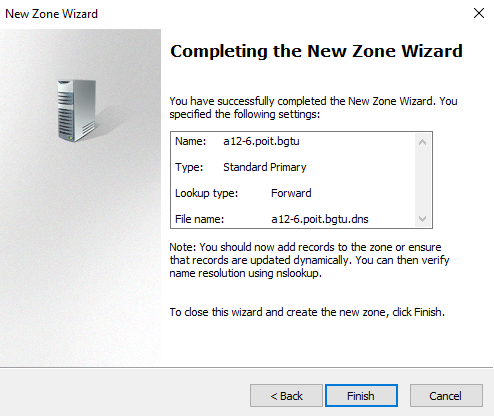 New Zone Wizard
Completing the New Zone Wizard
You have successfully completed the New Zone Wizard. You
specified the following settings:
Name: a12-6.poit.bgtu
Type: Standard Primary
Lookup type: Forward
File name: a12-6.poit.bgtu.dns
Note: You should now add records to the zone or ensure
that records are updated dynamically. You can then verify
name resolution using nslookup.
To close this wizard and create the new zone, click Finish.
< Back Finish Cancel